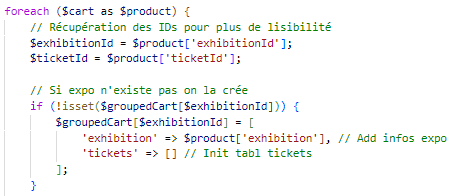 foreach ($cart as $product) {
    // Récupération des IDs pour plus de lisibilité
    $exhibitionId = $product['exhibitionId'];
    $ticketId = $product['ticketId'];

    // Si expo n'existe pas on la crée
    if (!isset($groupedCart[$exhibitionId])) {
        $groupedCart[$exhibitionId] = [
            'exhibition' => $product['exhibition'], // Add infos expo
            'tickets' => [] // Init tabl tickets
        ];
    }